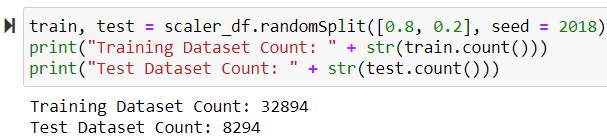 train, test = scaler_df.randomSplit([0.8, 0.2], seed = 2018)
print("Training Dataset Count: " + str(train.count()))
print("Test Dataset Count: " + str(test.count()))
Training Dataset Count: 32894
Test Dataset Count: 8294